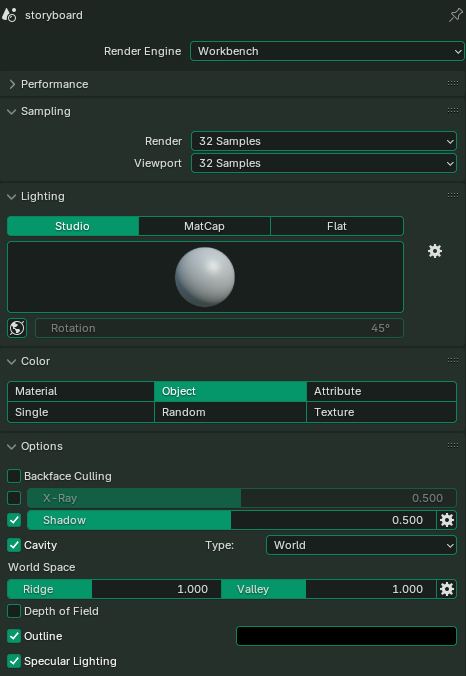 storyboard
Render Engine Workbench
Performance
Sampling
Render 32 Samples
Viewport 32 Samples
Lighting
Studio MatCap Flat
Rotation 45°
Color
Material Object Attribute
Single Random Texture
Options
Backface Culling
X-Ray 0.500
Shadow 0.500
Cavity Type: World
World Space
Ridge 1.000 Valley 1.000
Depth of Field
Outline
Specular Lighting